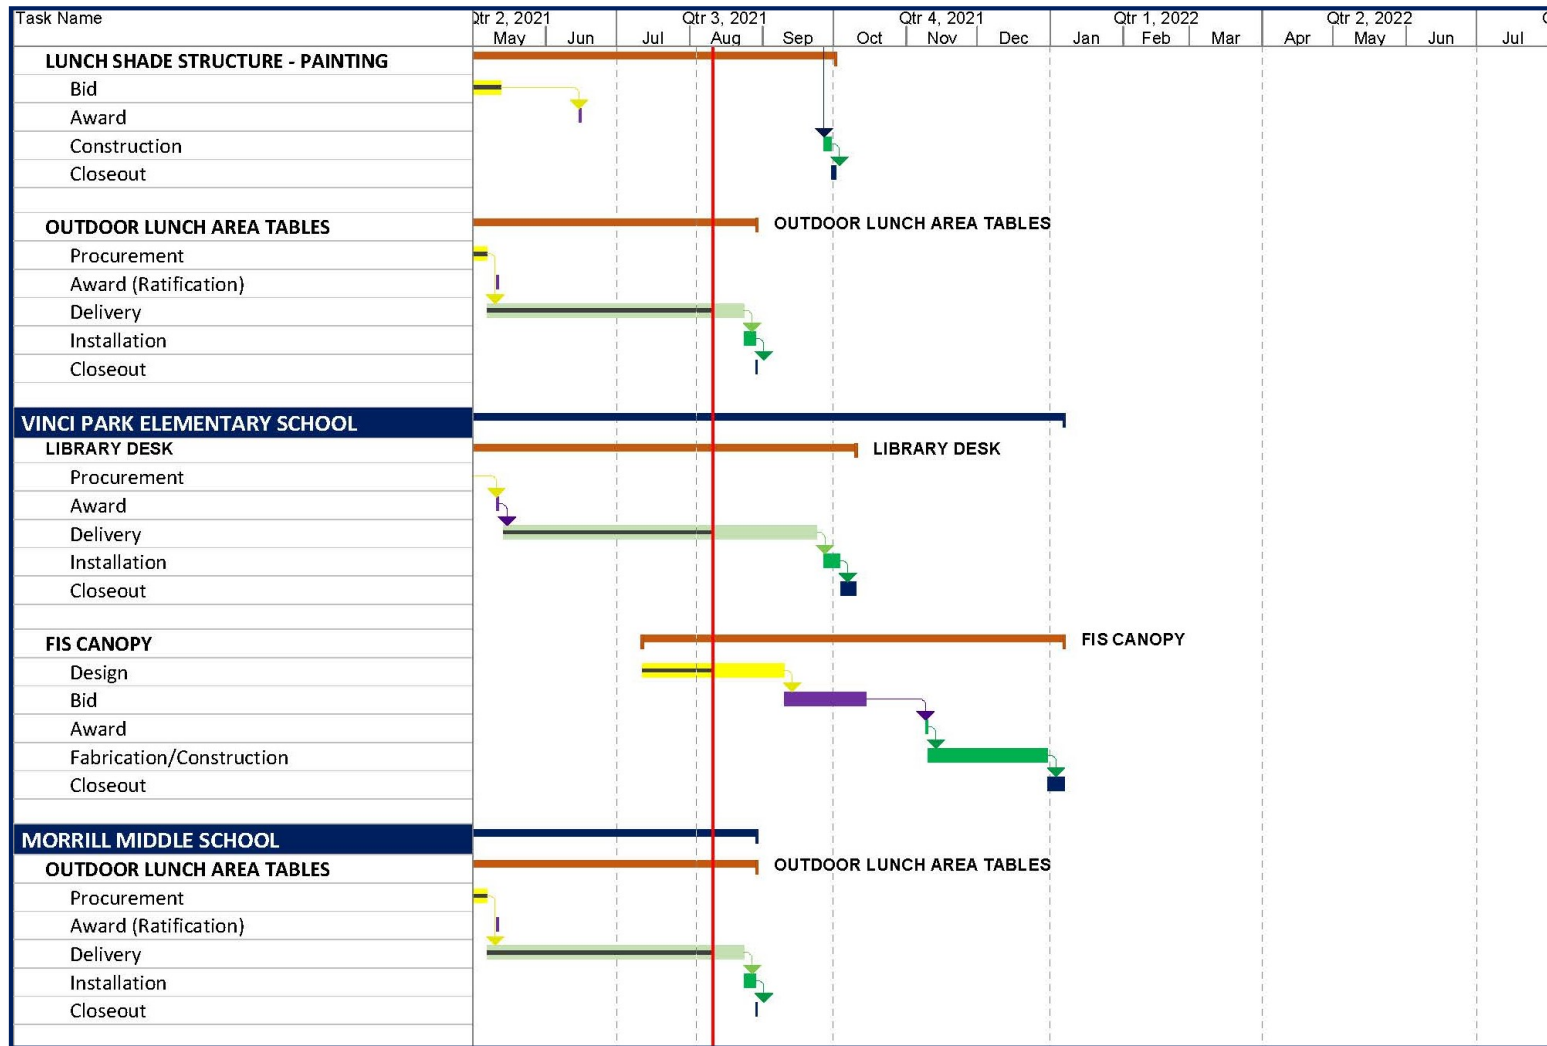 Task Name
Qtr 2, 2021 Qtr 3, 2021 Qtr 4, 2021 Qtr 1, 2022 Qtr 2, 2022
May Jun Jul Aug Sep Oct Nov Dec Jan Feb Mar Apr May Jun Jul
LUNCH SHADE STRUCTURE - PAINTING
Bid
Award
Construction
Closeout
OUTDOOR LUNCH AREA TABLES OUTDOOR LUNCH AREA TABLES
Procurement
Award (Ratification)
Delivery
Installation
Closeout
VINCI PARK ELEMENTARY SCHOOL
LIBRARY DESK LIBRARY DESK
Procurement
Award
Delivery
Installation
Closeout
FIS CANOPY FIS CANOPY
Design
Bid
Award
Fabrication/Construction
Closeout
MORRILL MIDDLE SCHOOL
OUTDOOR LUNCH AREA TABLES OUTDOOR LUNCH AREA TABLES
Procurement
Award (Ratification)
Delivery
Installation
Closeout